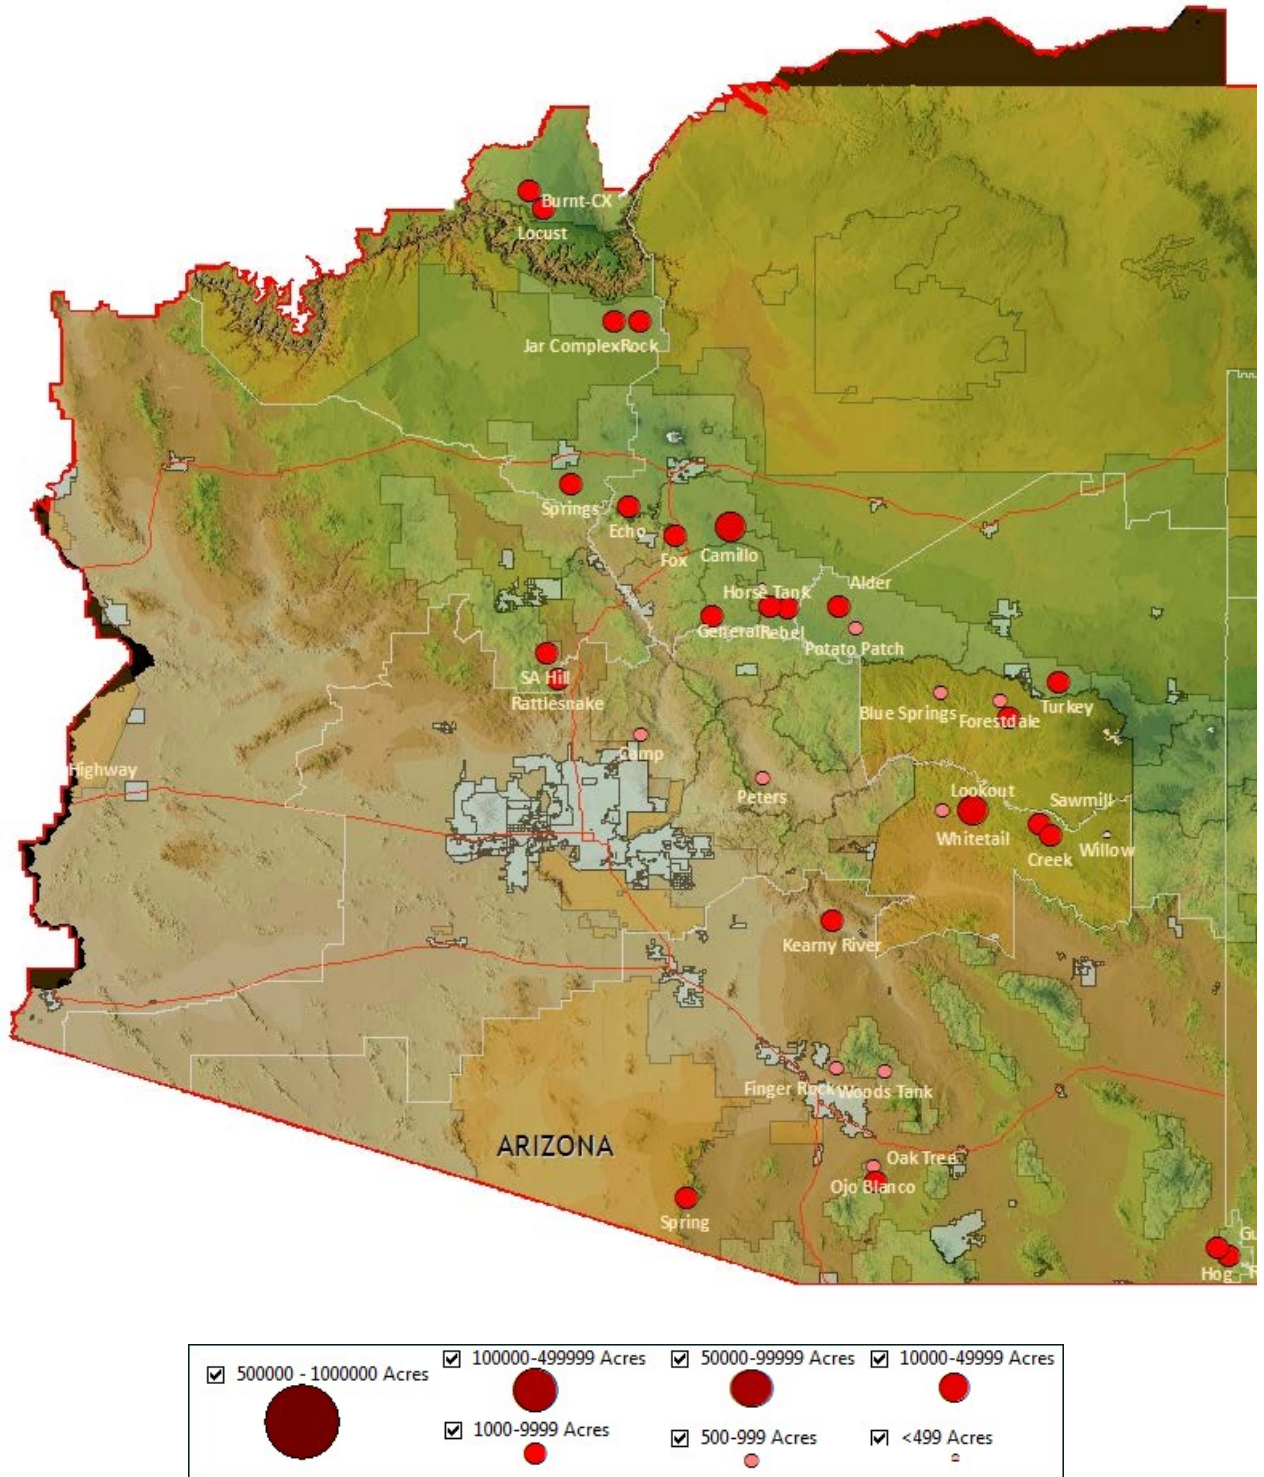 Burnt-CX
Locust
Jar Complex Rock
Springs
Echo
Fox
Camillo
Alder
Horse Tank
General Rebel
Potato Patch
SA Hill
Rattlesnake
Turkey
Blue Springs
Forestdale
Camp
Highway
Peters
Lookout
Sawmill
Whitetail
Willow
Creek
Kearny River
Finger Rock Woods Tank
ARIZONA
Oak Tree
Ojo Blanco
Spring
Gu
Hog
500000 - 1000000 Acres
100000-499999 Acres
50000-99999 Acres
10000-49999 Acres
1000-9999 Acres
500-999 Acres
<499 Acres